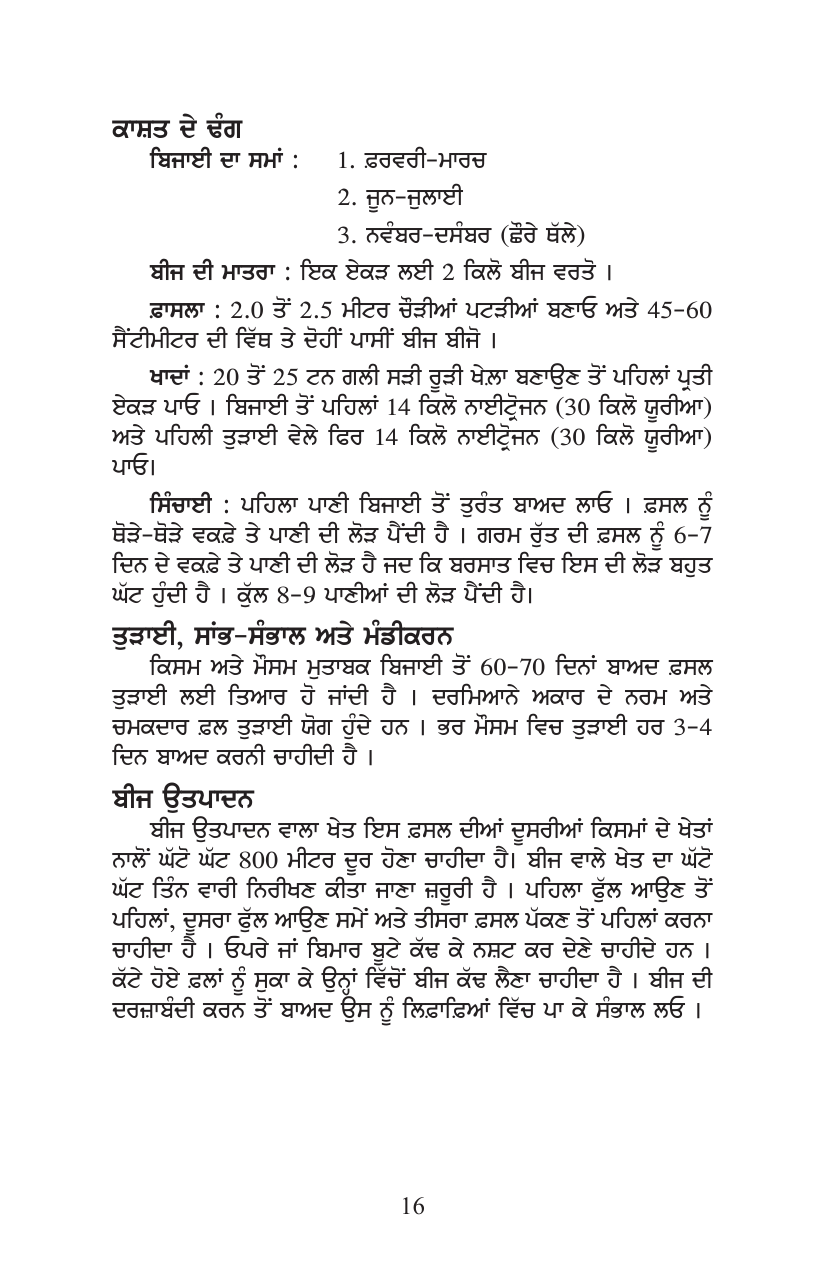 ਕਾਸ਼ਤ ਦੇ ਢੰਗ
ਬਿਜਾਈ ਦਾ ਸਮਾਂ : 1. ਫ਼ਰਵਰੀ-ਮਾਰਚ
2. ਜੂਨ-ਜੁਲਾਈ
3. ਨਵੰਬਰ-ਦਸੰਬਰ (ਛੌਰੇ ਥੱਲੇ)
ਬੀਜ ਦੀ ਮਾਤਰਾ : ਇਕ ਏਕੜ ਲਈ 2 ਕਿਲੋ ਬੀਜ ਵਰਤੋ ।
ਫ਼ਾਸਲਾ : 2.0 ਤੋਂ 2.5 ਮੀਟਰ ਚੌੜੀਆਂ ਪਟੜੀਆਂ ਬਣਾਓ ਅਤੇ 45-60
ਸੈਂਟੀਮੀਟਰ ਦੀ ਵਿੱਥ ਤੇ ਦੋਹੀਂ ਪਾਸੀਂ ਬੀਜ ਬੀਜੋ ।
ਖਾਦਾਂ : 20 ਤੋਂ 25 ਟਨ ਗਲੀ ਸੜੀ ਰੂੜੀ ਖੇਲ਼ਾ ਬਣਾਉਣ ਤੋਂ ਪਹਿਲਾਂ ਪ੍ਰਤੀ
ਏਕੜ ਪਾਓ । ਬਿਜਾਈ ਤੋਂ ਪਹਿਲਾਂ 14 ਕਿਲੋ ਨਾਈਟ੍ਰੋਜਨ (30 ਕਿਲੋ ਯੂਰੀਆ)
ਅਤੇ ਪਹਿਲੀ ਤੁੜਾਈ ਵੇਲੇ ਫਿਰ 14 ਕਿਲੋ ਨਾਈਟ੍ਰੋਜਨ (30 ਕਿਲੋ ਯੂਰੀਆ)
ਪਾਓ।
ਸਿੰਚਾਈ : ਪਹਿਲਾ ਪਾਣੀ ਬਿਜਾਈ ਤੋਂ ਤੁਰੰਤ ਬਾਅਦ ਲਾਓ । ਫ਼ਸਲ ਨੂੰ
ਥੋੜੇ-ਥੋੜੇ ਵਕਫ਼ੇ ਤੇ ਪਾਣੀ ਦੀ ਲੋੜ ਪੈਂਦੀ ਹੈ । ਗਰਮ ਰੁੱਤ ਦੀ ਫ਼ਸਲ ਨੂੰ 6-7
ਦਿਨ ਦੇ ਵਕਫ਼ੇ ਤੇ ਪਾਣੀ ਦੀ ਲੋੜ ਹੈ ਜਦ ਕਿ ਬਰਸਾਤ ਵਿਚ ਇਸ ਦੀ ਲੋੜ ਬਹੁਤ
ਘੱਟ ਹੁੰਦੀ ਹੈ । ਕੁੱਲ 8-9 ਪਾਣੀਆਂ ਦੀ ਲੋੜ ਪੈਂਦੀ ਹੈ।
ਤੁੜਾਈ, ਸਾਂਭ-ਸੰਭਾਲ ਅਤੇ ਮੰਡੀਕਰਨ
ਕਿਸਮ ਅਤੇ ਮੌਸਮ ਮੁਤਾਬਕ ਬਿਜਾਈ ਤੋਂ 60-70 ਦਿਨਾਂ ਬਾਅਦ ਫ਼ਸਲ
ਤੁੜਾਈ ਲਈ ਤਿਆਰ ਹੋ ਜਾਂਦੀ ਹੈ । ਦਰਮਿਆਨੇ ਅਕਾਰ ਦੇ ਨਰਮ ਅਤੇ
ਚਮਕਦਾਰ ਫ਼ਲ ਤੁੜਾਈ ਯੋਗ ਹੁੰਦੇ ਹਨ । ਭਰ ਮੌਸਮ ਵਿਚ ਤੁੜਾਈ ਹਰ 3-4
ਦਿਨ ਬਾਅਦ ਕਰਨੀ ਚਾਹੀਦੀ ਹੈ ।
ਬੀਜ ਉਤਪਾਦਨ
ਬੀਜ ਉਤਪਾਦਨ ਵਾਲਾ ਖੇਤ ਇਸ ਫ਼ਸਲ ਦੀਆਂ ਦੂਸਰੀਆਂ ਕਿਸਮਾਂ ਦੇ ਖੇਤਾਂ
ਨਾਲੋਂ ਘੱਟੋ ਘੱਟ 800 ਮੀਟਰ ਦੂਰ ਹੋਣਾ ਚਾਹੀਦਾ ਹੈ। ਬੀਜ ਵਾਲੇ ਖੇਤ ਦਾ ਘੱਟੋ
ਘੱਟ ਤਿੰਨ ਵਾਰੀ ਨਿਰੀਖਣ ਕੀਤਾ ਜਾਣਾ ਜ਼ਰੂਰੀ ਹੈ । ਪਹਿਲਾ ਫੁੱਲ ਆਉਣ ਤੋਂ
ਪਹਿਲਾਂ, ਦੂਸਰਾ ਫੁੱਲ ਆਉਣ ਸਮੇਂ ਅਤੇ ਤੀਸਰਾ ਫ਼ਸਲ ਪੱਕਣ ਤੋਂ ਪਹਿਲਾਂ ਕਰਨਾ
ਚਾਹੀਦਾ ਹੈ । ਓਪਰੇ ਜਾਂ ਬਿਮਾਰ ਬੂਟੇ ਕੱਢ ਕੇ ਨਸ਼ਟ ਕਰ ਦੇਣੇ ਚਾਹੀਦੇ ਹਨ ।
ਕੱਟੇ ਹੋਏ ਫ਼ਲਾਂ ਨੂੰ ਸੁਕਾ ਕੇ ਉਨ੍ਹਾਂ ਵਿੱਚੋਂ ਬੀਜ ਕੱਢ ਲੈਣਾ ਚਾਹੀਦਾ ਹੈ । ਬੀਜ ਦੀ
ਦਰਜ਼ਾਬੰਦੀ ਕਰਨ ਤੋਂ ਬਾਅਦ ਉਸ ਨੂੰ ਲਿਫ਼ਾਫ਼ਿਆਂ ਵਿੱਚ ਪਾ ਕੇ ਸੰਭਾਲ ਲਓ ।
16